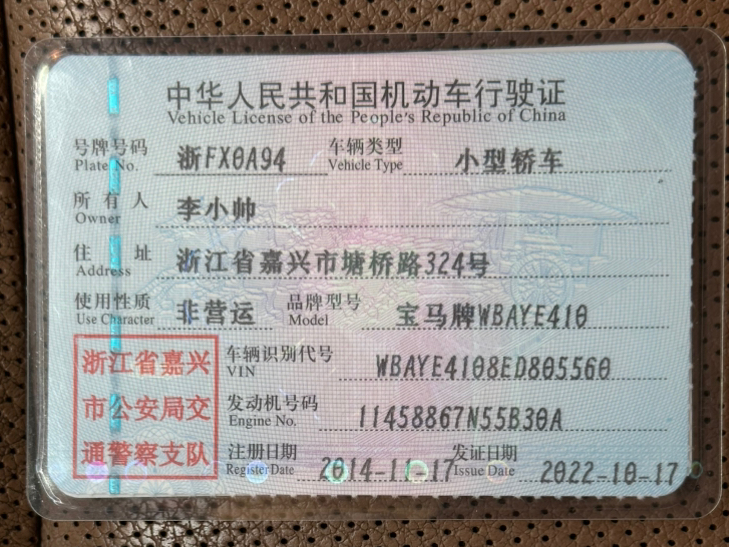 中华人民共和国机动车行驶证
Vehicle License of the People's Republic of China
号牌号码 浙FX0A94 车辆类型 小型轿车
Plate No. Vehicle Type
所有人 李小帅
Owner
住址 浙江省嘉兴市塘桥路324号
Address
使用性质 非营运 品牌型号 宝马牌WBAYE410
Use Character Model
浙江省嘉兴 车辆识别代号 WBAYE4108ED805560
VIN
市公安局交 发动机号码 11458867N55B30A
Engine No.
通警察支队 注册日期 2014-11-17 发证日期 2022-10-17
Register Date Issue Date